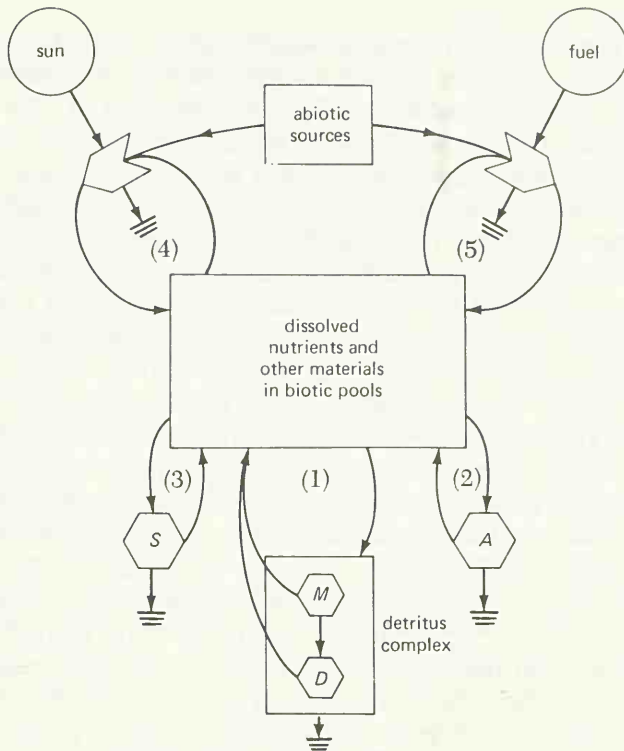 sun
fuel
abiotic
sources
(4)
(5)
dissolved
nutrients and
other materials
in biotic pools
(3)
(1)
(2)
S
A
M
detritus
complex
D